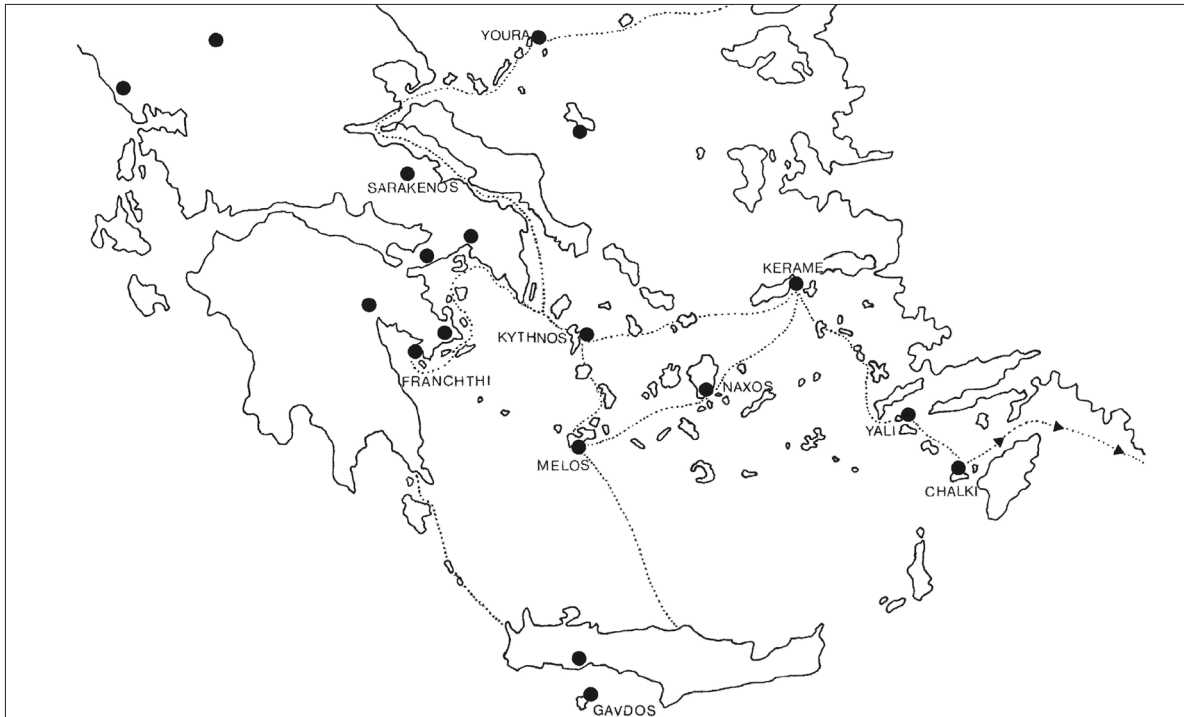 YOURA
SARAKENOS
KERAME
KYTHNOS
FRANCHTHI
NAXOS
YALI
MELOS
CHALKI
GAVDOS